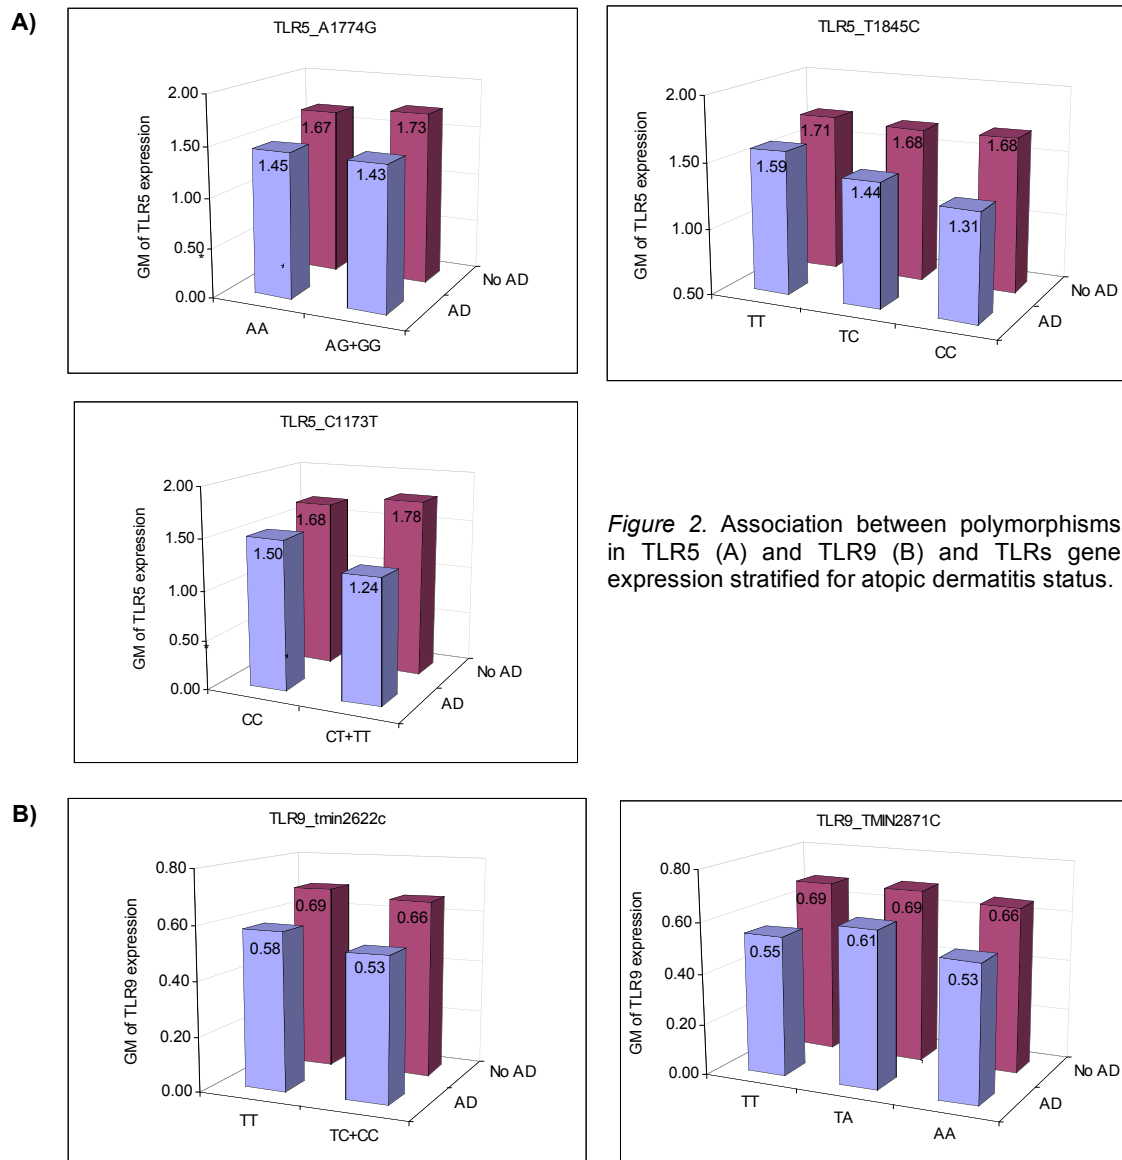 A)
TLR5_A1774G
GM of TLR5 expression
2.00
1.50
1.00
0.50
0.00
*
*
1.67
1.73
1.45
1.43
AA
AG+GG
AD
No AD
TLR5_T1845C
GM of TLR5 expression
2.00
1.50
1.00
0.50
1.71
1.68
1.68
1.59
1.44
1.31
TT
TC
CC
AD
No AD
TLR5_C1173T
GM of TLR5 expression
2.00
1.50
1.00
0.50
0.00
*
*
1.68
1.78
1.50
1.24
CC
CT+TT
AD
No AD
Figure 2. Association between polymorphisms
in TLR5 (A) and TLR9 (B) and TLRs gene
expression stratified for atopic dermatitis status.
B)
TLR9_tmin2622c
GM of TLR9 expression
0.80
0.60
0.40
0.20
0.00
0.69
0.66
0.58
0.53
TT
TC+CC
AD
No AD
TLR9_TMIN2871C
GM of TLR9 expression
0.80
0.60
0.40
0.20
0.00
0.69
0.69
0.66
0.55
0.61
0.53
TT
TA
AA
AD
No AD